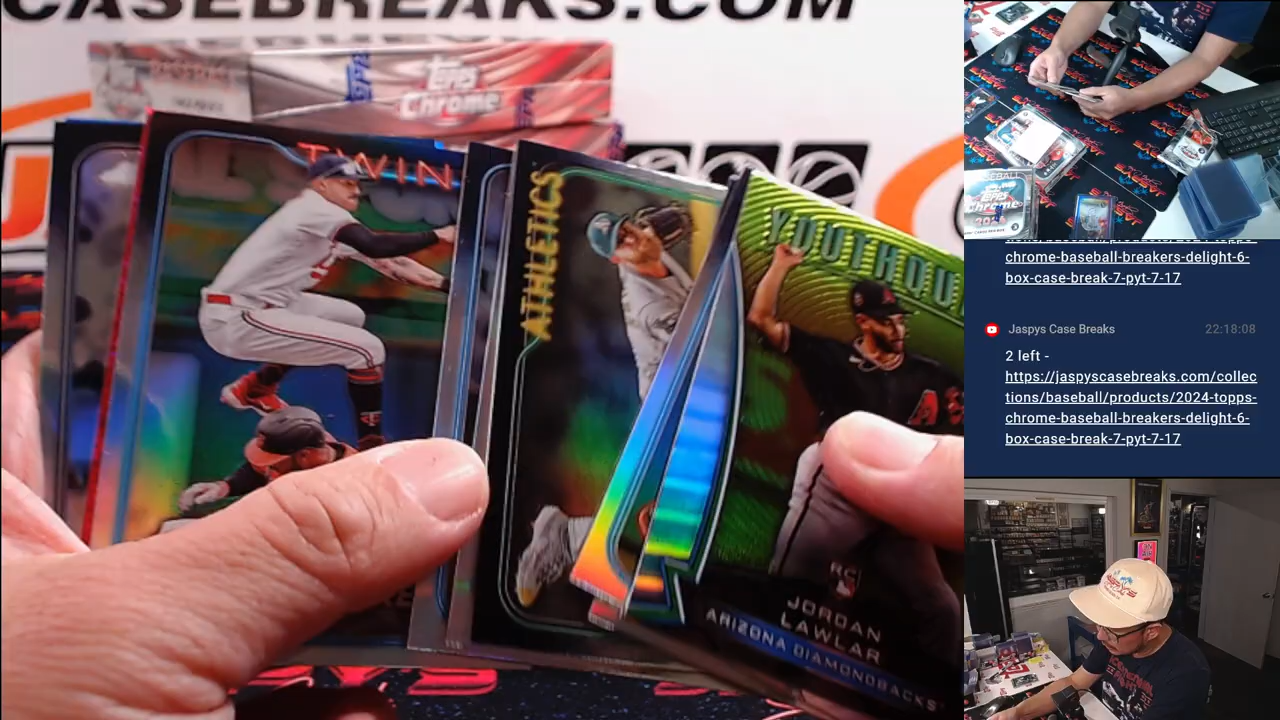 CASEBREAKS.COM
Topps
Chrome
TWIN
ATHLETICS
YOUTHQU
RC
JORDAN
LAWLAR
ARIZONA DIAMONDBACKS
chrome-baseball-breakers-delight-6-
box-case-break-7-pyt-7-17
Jaspys Case Breaks
22:18:08
2 left -
https://jaspyscasebreaks.com/collec
tions/baseball/products/2024-topps-
chrome-baseball-breakers-delight-6-
box-case-break-7-pyt-7-17